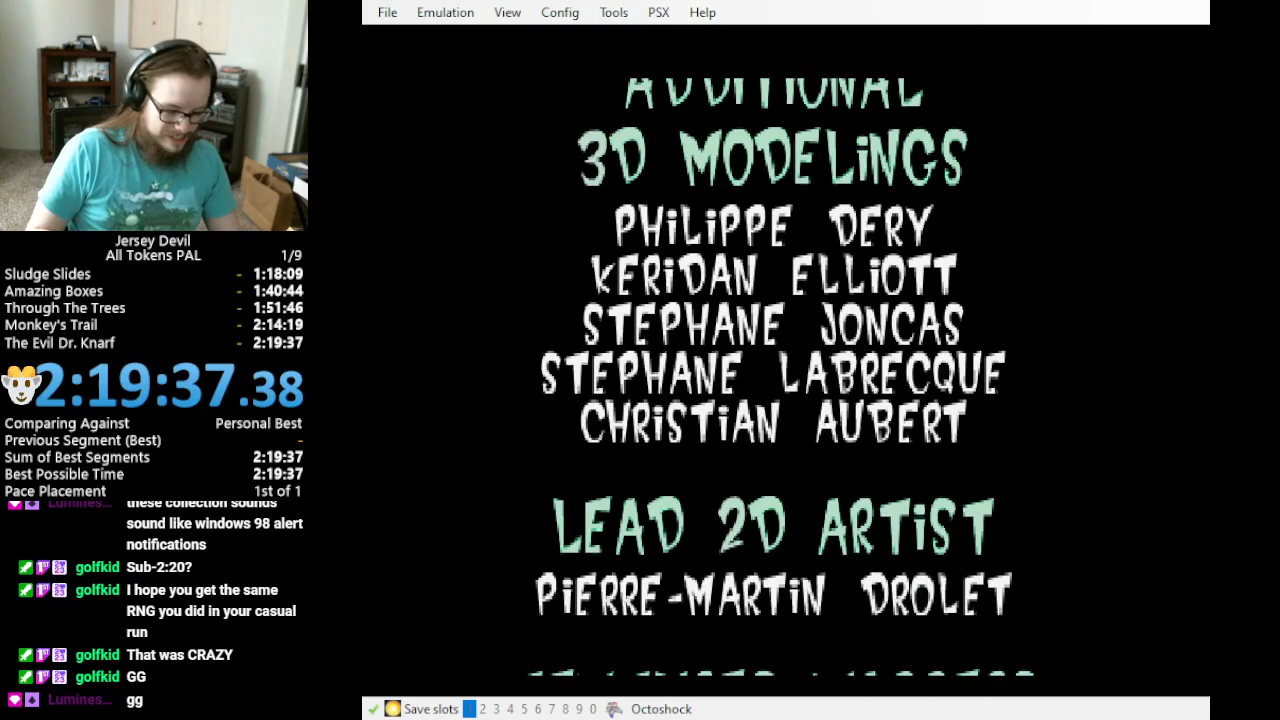 File Emulation View Config Tools PSX Help
ADDITIONAL
3D MODELiNGS
PHiLiPPE DERY
KERiDAN ELLiOTT
STEPHANE JONCAS
STEPHANE LABRECQUE
CHRiSTiAN AUBERT
LEAD 2D ARTiST
PiERRE-MARTiN DROLET
Jersey Devil
All Tokens PAL 1/9
Sludge Slides - 1:18:09
Amazing Boxes - 1:40:44
Through The Trees - 1:51:46
Monkey's Trail - 2:14:19
The Evil Dr. Knarf - 2:19:37
2:19:37.38
Comparing Against Personal Best
Previous Segment (Best) -
Sum of Best Segments 2:19:37
Best Possible Time 2:19:37
Pace Placement 1st of 1
Lumines... these collection sounds
sound like windows 98 alert
notifications
golfkid Sub-2:20?
golfkid I hope you get the same
RNG you did in your casual
run
golfkid That was CRAZY
golfkid GG
Lumines... gg
Save slots 1 2 3 4 5 6 7 8 9 0 Octoshock